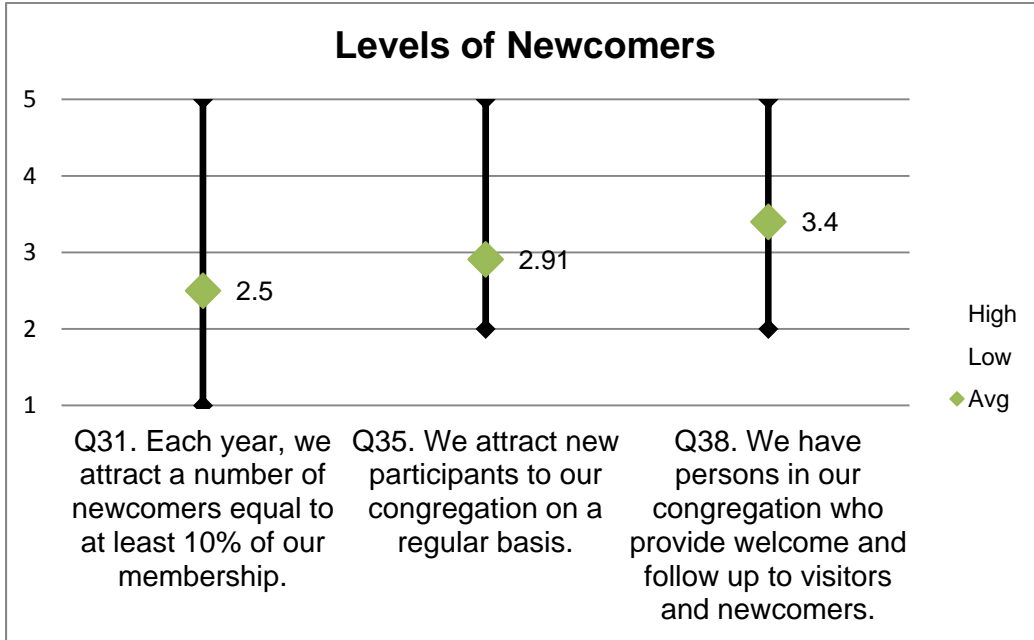 Levels of Newcomers
5
4
3
2
1
2.5
2.91
3.4
High
Low
Avg
Q31. Each year, we
attract a number of
newcomers equal to
at least 10% of our
membership.
Q35. We attract new
participants to our
congregation on a
regular basis.
Q38. We have
persons in our
congregation who
provide welcome and
follow up to visitors
and newcomers.